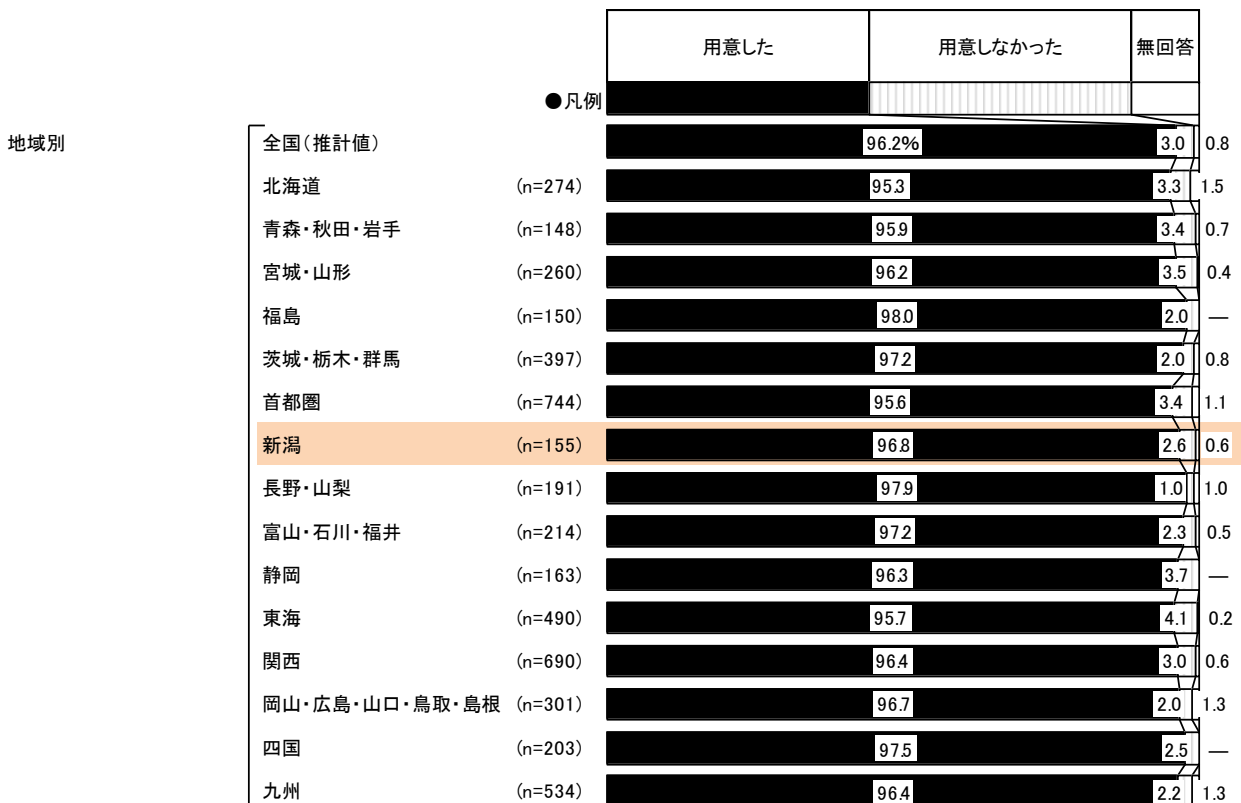 用意した 用意しなかった 無回答
●凡例
地域別
全国(推計値) 96.2% 3.0 0.8
北海道 (n=274) 95.3 3.3 1.5
青森・秋田・岩手 (n=148) 95.9 3.4 0.7
宮城・山形 (n=260) 96.2 3.5 0.4
福島 (n=150) 98.0 2.0 ―
茨城・栃木・群馬 (n=397) 97.2 2.0 0.8
首都圏 (n=744) 95.6 3.4 1.1
新潟 (n=155) 96.8 2.6 0.6
長野・山梨 (n=191) 97.9 1.0 1.0
富山・石川・福井 (n=214) 97.2 2.3 0.5
静岡 (n=163) 96.3 3.7 ―
東海 (n=490) 95.7 4.1 0.2
関西 (n=690) 96.4 3.0 0.6
岡山・広島・山口・鳥取・島根 (n=301) 96.7 2.0 1.3
四国 (n=203) 97.5 2.5 ―
九州 (n=534) 96.4 2.2 1.3